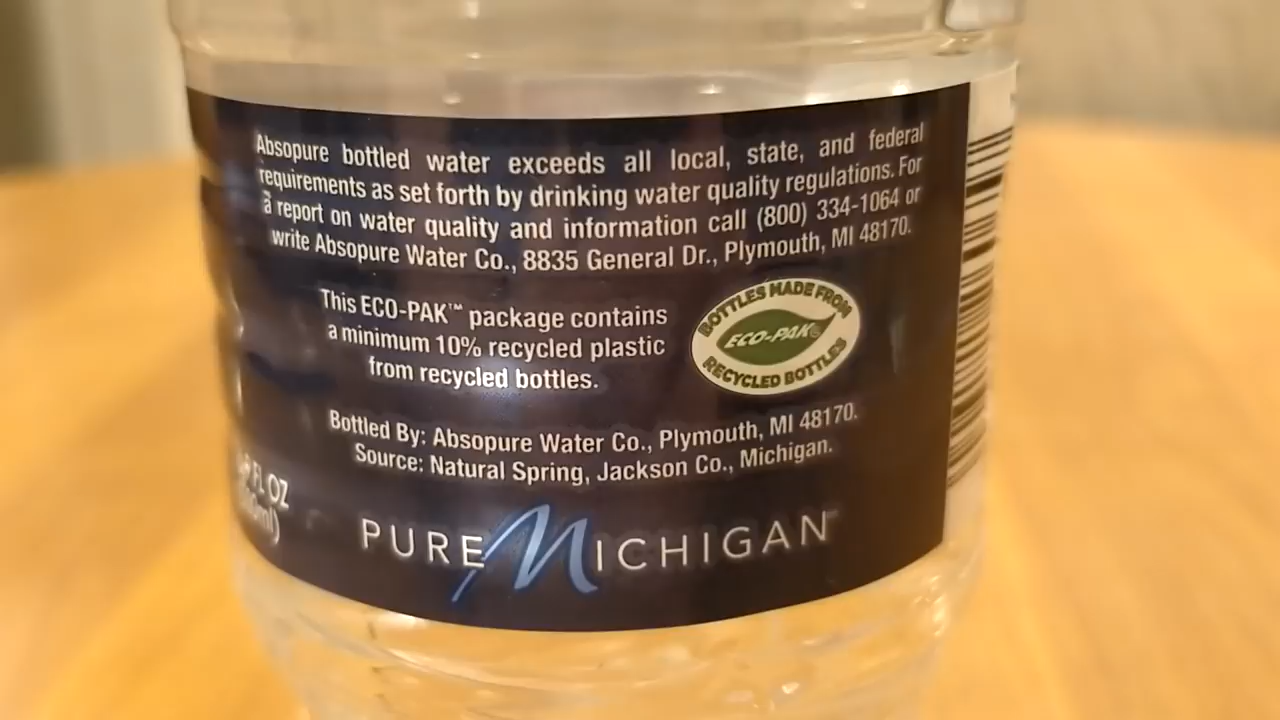 Absopure bottled water exceeds all local, state, and federal
requirements as set forth by drinking water quality regulations. For
a report on water quality and information call (800) 334-1064 or
write Absopure Water Co., 8835 General Dr., Plymouth, MI 48170.
This ECO-PAK™ package contains
a minimum 10% recycled plastic
from recycled bottles.
BOTTLES MADE FROM
ECO-PAK
RECYCLED BOTTLES
Bottled By: Absopure Water Co., Plymouth, MI 48170.
Source: Natural Spring, Jackson Co., Michigan.
FL OZ
PURE MICHIGAN